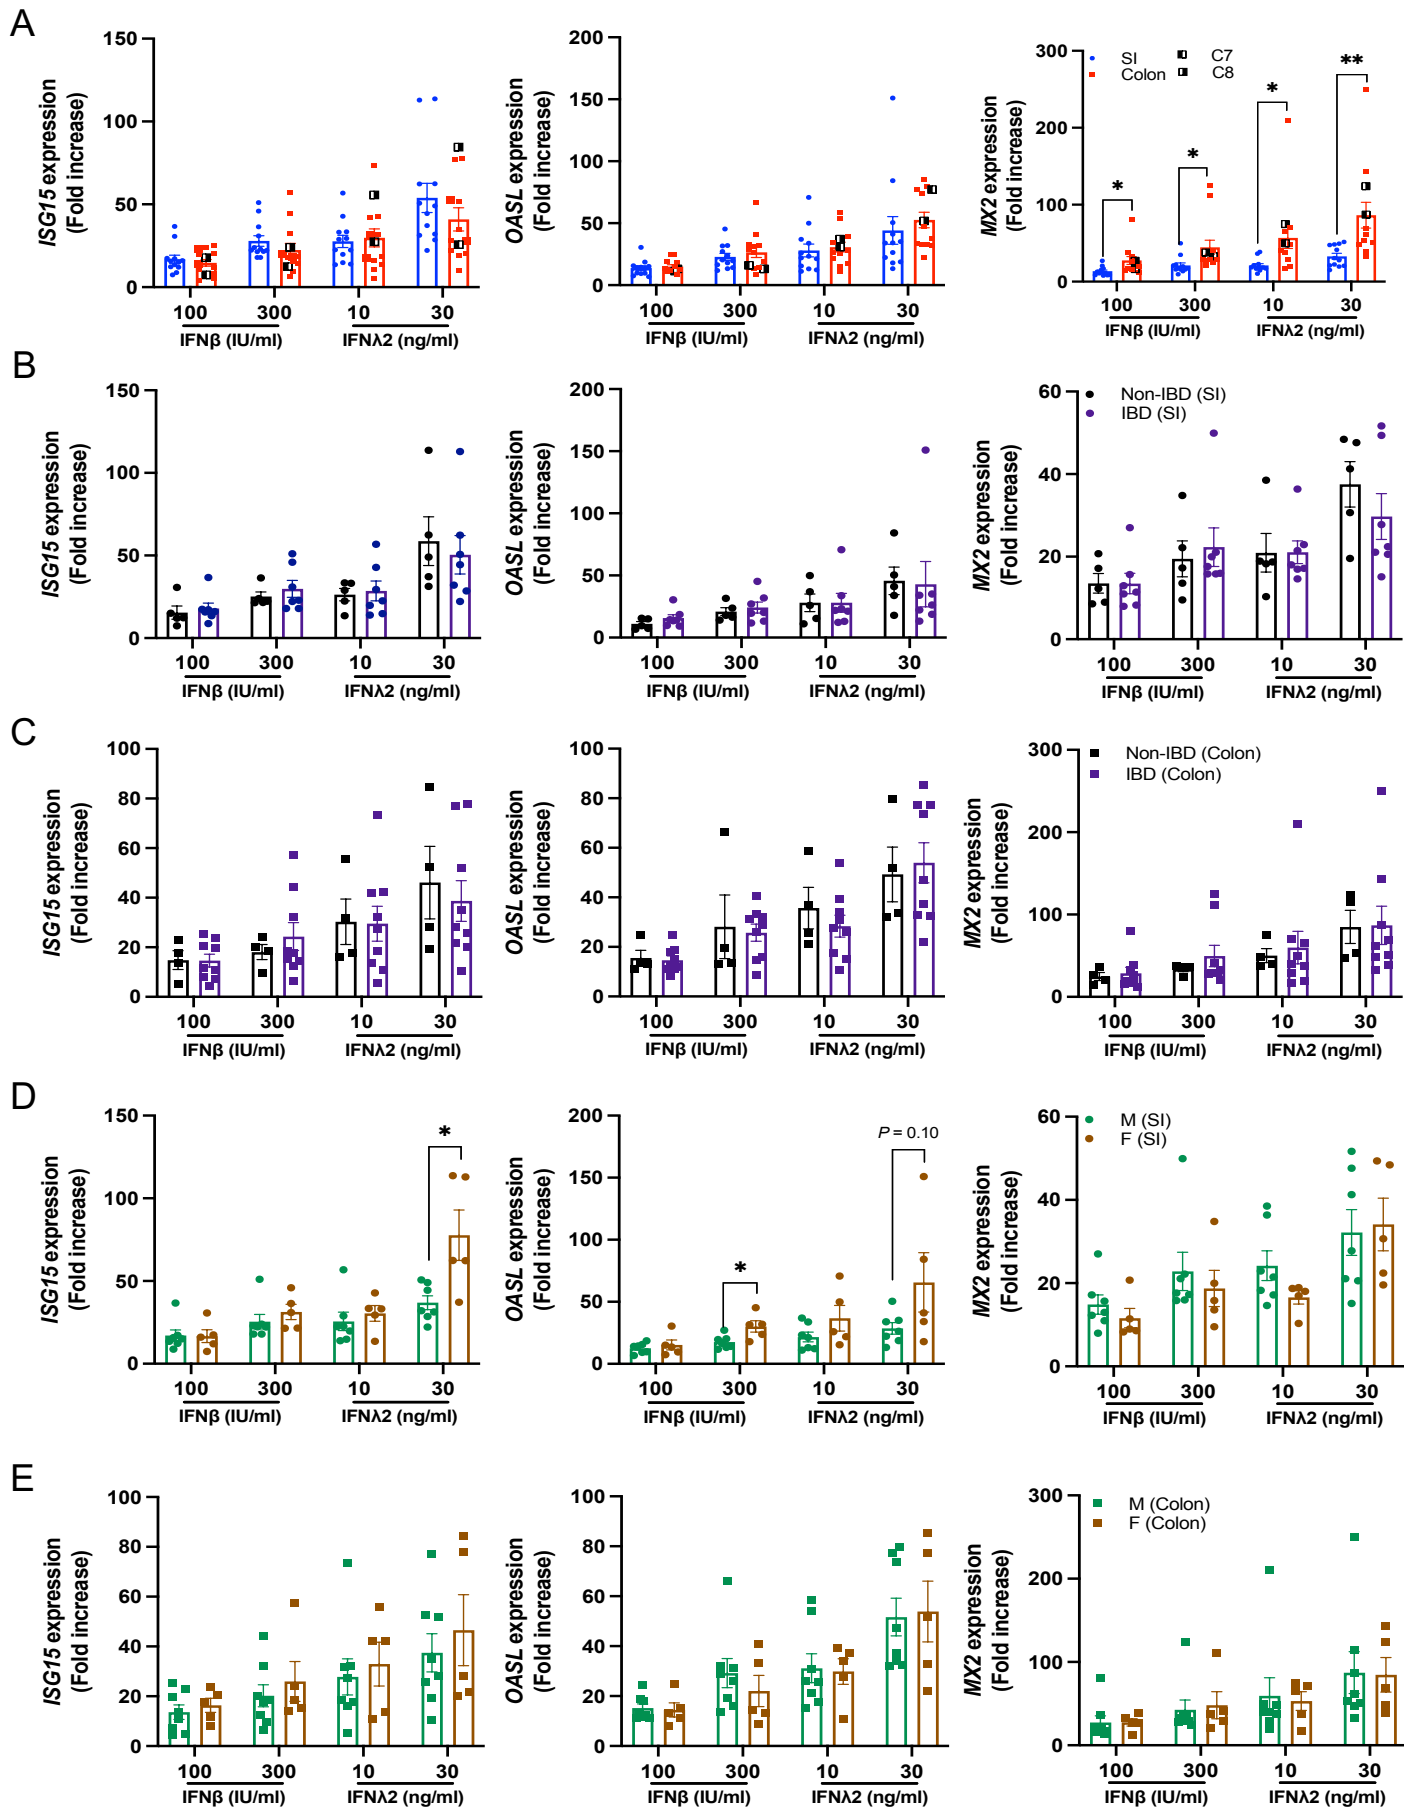 A
ISG15 expression
(Fold increase)
150
100
50
0
100
300
10
30
IFNβ (IU/ml)
IFNλ2 (ng/ml)
OASL expression
(Fold increase)
200
150
100
50
0
100
300
10
30
IFNβ (IU/ml)
IFNλ2 (ng/ml)
MX2 expression
(Fold increase)
300
200
100
0
SI
Colon
C7
C8
*
*
*
**
100
300
10
30
IFNβ (IU/ml)
IFNλ2 (ng/ml)
B
ISG15 expression
(Fold increase)
150
100
50
0
100
300
10
30
IFNβ (IU/ml)
IFNλ2 (ng/ml)
OASL expression
(Fold increase)
200
150
100
50
0
100
300
10
30
IFNβ (IU/ml)
IFNλ2 (ng/ml)
MX2 expression
(Fold increase)
60
40
20
0
Non-IBD (SI)
IBD (SI)
100
300
10
30
IFNβ (IU/ml)
IFNλ2 (ng/ml)
C
ISG15 expression
(Fold increase)
100
80
60
40
20
0
100
300
10
30
IFNβ (IU/ml)
IFNλ2 (ng/ml)
OASL expression
(Fold increase)
100
80
60
40
20
0
100
300
10
30
IFNβ (IU/ml)
IFNλ2 (ng/ml)
MX2 expression
(Fold increase)
300
200
100
0
Non-IBD (Colon)
IBD (Colon)
100
300
10
30
IFNβ (IU/ml)
IFNλ2 (ng/ml)
D
ISG15 expression
(Fold increase)
150
100
50
0
*
100
300
10
30
IFNβ (IU/ml)
IFNλ2 (ng/ml)
OASL expression
(Fold increase)
200
150
100
50
0
*
P = 0.10
100
300
10
30
IFNβ (IU/ml)
IFNλ2 (ng/ml)
MX2 expression
(Fold increase)
60
40
20
0
M (SI)
F (SI)
100
300
10
30
IFNβ (IU/ml)
IFNλ2 (ng/ml)
E
ISG15 expression
(Fold increase)
100
80
60
40
20
0
100
300
10
30
IFNβ (IU/ml)
IFNλ2 (ng/ml)
OASL expression
(Fold increase)
100
80
60
40
20
0
100
300
10
30
IFNβ (IU/ml)
IFNλ2 (ng/ml)
MX2 expression
(Fold increase)
300
200
100
0
M (Colon)
F (Colon)
100
300
10
30
IFNβ (IU/ml)
IFNλ2 (ng/ml)